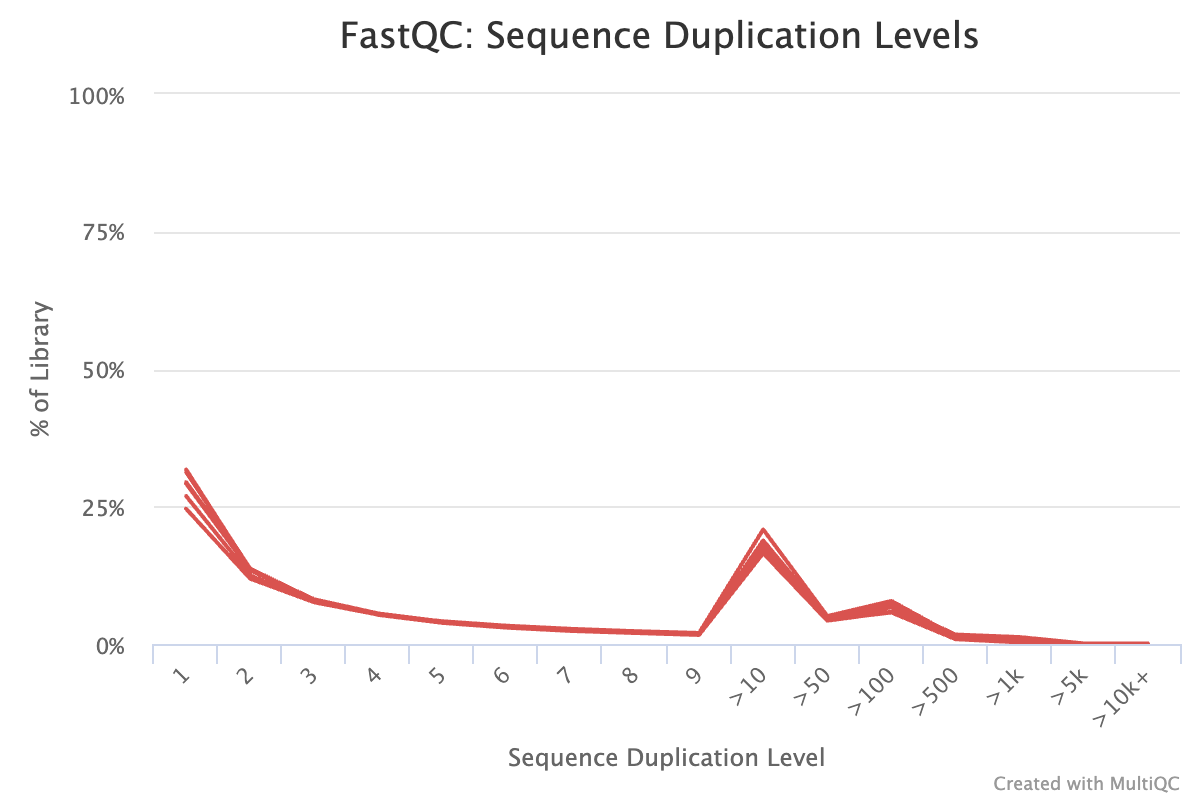 FastQC: Sequence Duplication Levels
100%
75%
50%
25%
0%
% of Library
1 2 3 4 5 6 7 8 9 >10 >50 >100 >500 >1k >5k >10k+
Sequence Duplication Level
Created with MultiQC